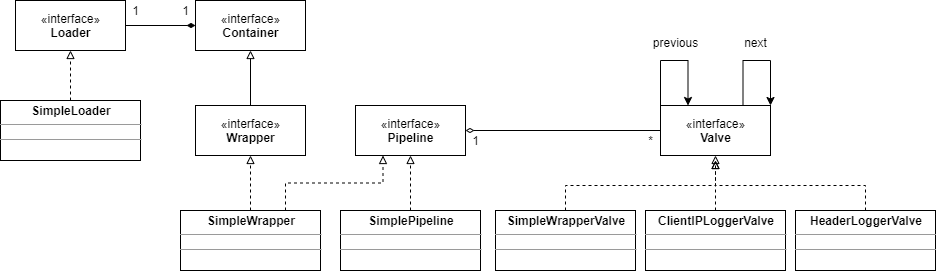 «interface»
Loader
1
1
«interface»
Container
previous
next
SimpleLoader
«interface»
Wrapper
«interface»
Pipeline
1
*
«interface»
Valve
SimpleWrapper
SimplePipeline
SimpleWrapperValve
ClientIPLoggerValve
HeaderLoggerValve